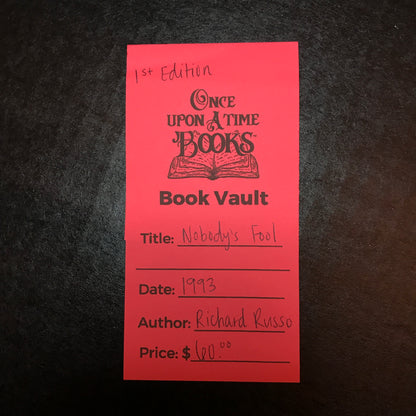 1st Edition
ONCE
UPON A TIME
BOOKS
Book Vault
Title: Nobody's Fool
Date: 1993
Author: Richard Russo
Price: $60.00